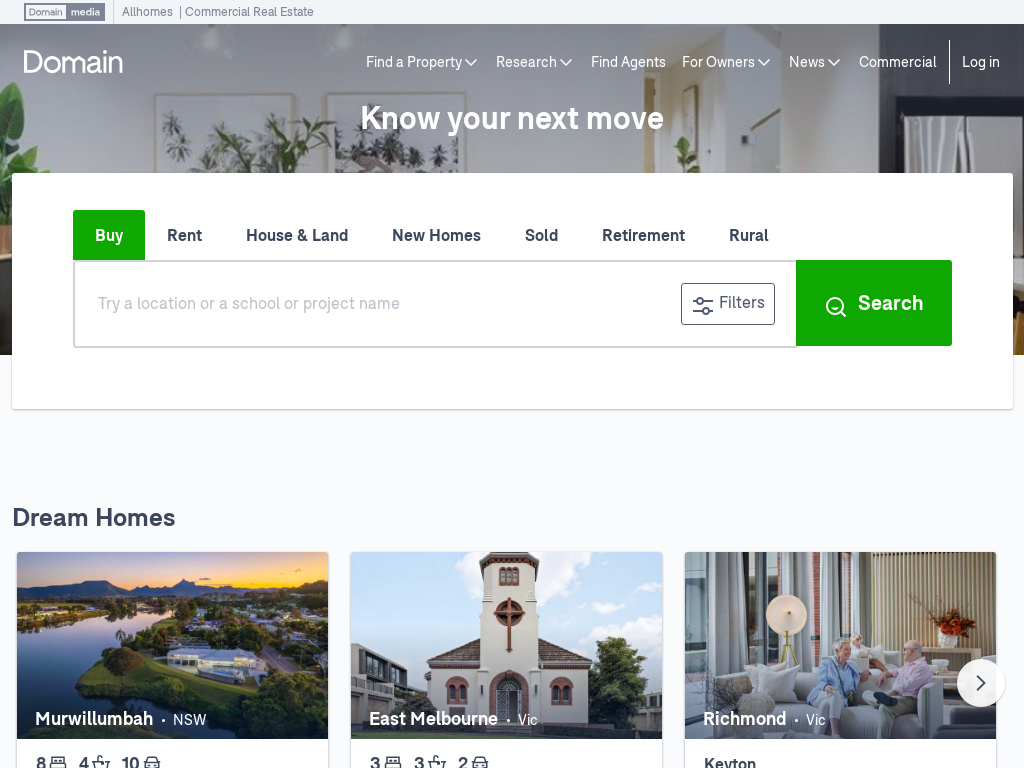 Domain media Allhomes | Commercial Real Estate
Domain Find a Property Research Find Agents For Owners News Commercial Log in
Know your next move
Buy Rent House & Land New Homes Sold Retirement Rural
Try a location or a school or project name Filters Search
Dream Homes
Murwillumbah • NSW East Melbourne • Vic Richmond • Vic
8 4 10 3 3 2 Keyton